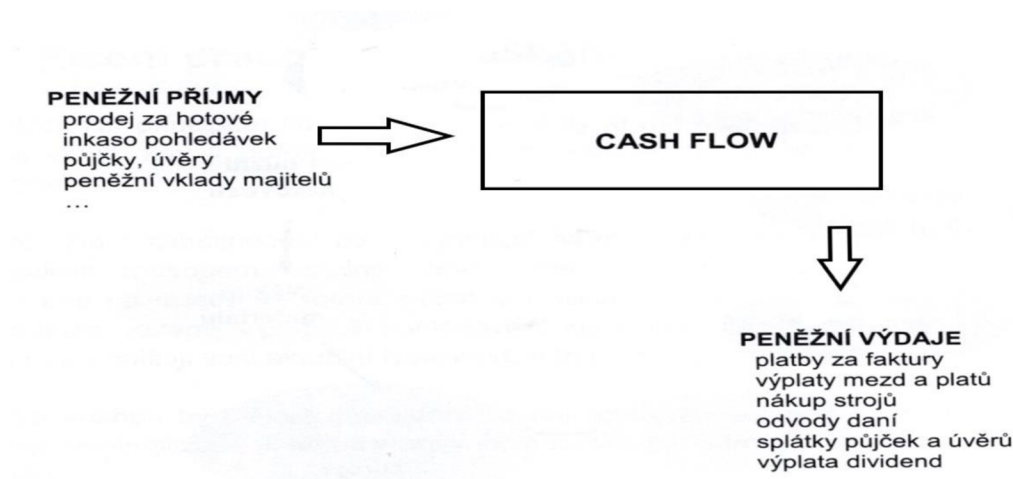 PENĚŽNÍ PŘÍJMY
prodej za hotové
inkaso pohledávek
půjčky, úvěry
peněžní vklady majitelů
...
CASH FLOW
PENĚŽNÍ VÝDAJE
platby za faktury
výplaty mezd a platů
nákup strojů
odvody daní
splátky půjček a úvěrů
výplata dividend